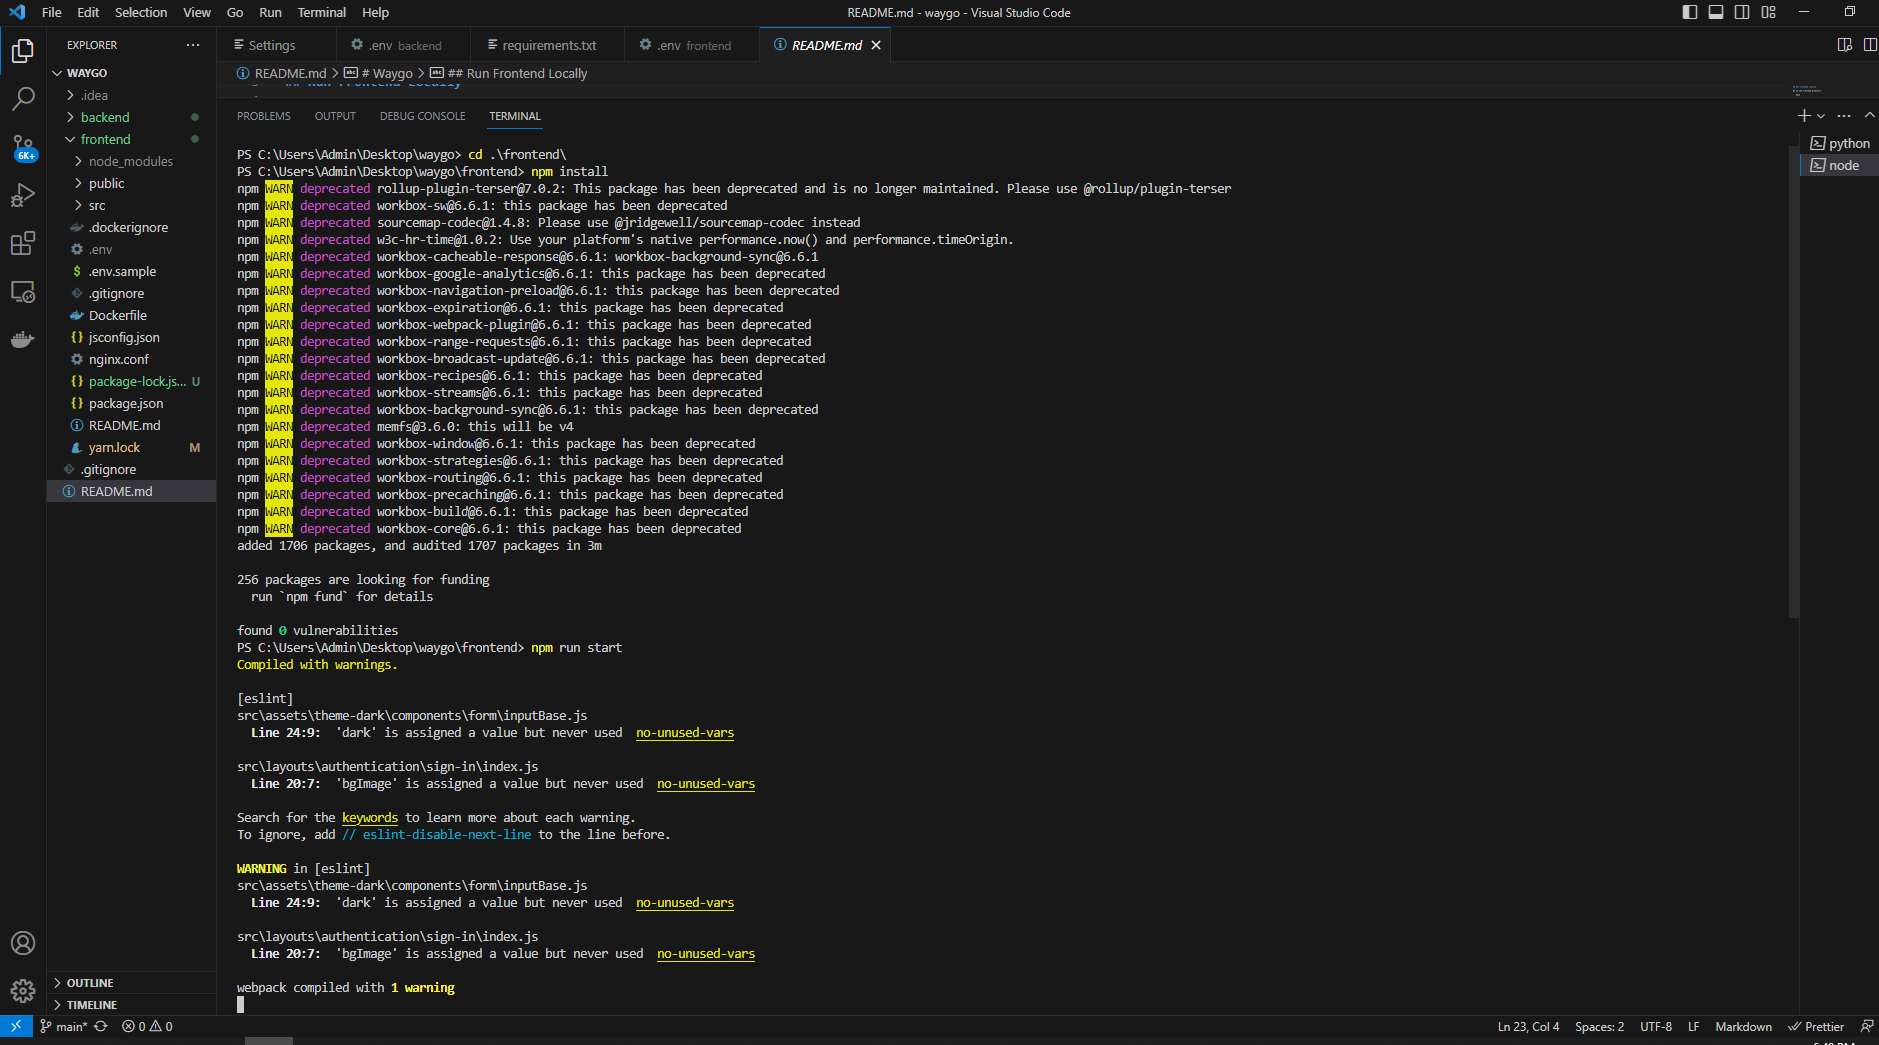 File Edit Selection View Go Run Terminal Help
README.md - waygo - Visual Studio Code
EXPLORER
WAYGO
.idea
backend
frontend
node_modules
public
src
.dockerignore
.env
.env.sample
.gitignore
Dockerfile
jsconfig.json
nginx.conf
package-lock.js... U
package.json
README.md
yarn.lock M
.gitignore
README.md
OUTLINE
TIMELINE
6K+
Settings
.env backend
requirements.txt
.env frontend
README.md
README.md > # Waygo > ## Run Frontend Locally
## Run Frontend Locally
PROBLEMS OUTPUT DEBUG CONSOLE TERMINAL
python
node
PS C:\Users\Admin\Desktop\waygo> cd .\frontend\
PS C:\Users\Admin\Desktop\waygo\frontend> npm install
npm WARN deprecated rollup-plugin-terser@7.0.2: This package has been deprecated and is no longer maintained. Please use @rollup/plugin-terser
npm WARN deprecated workbox-sw@6.6.1: this package has been deprecated
npm WARN deprecated sourcemap-codec@1.4.8: Please use @jridgewell/sourcemap-codec instead
npm WARN deprecated w3c-hr-time@1.0.2: Use your platform's native performance.now() and performance.timeOrigin.
npm WARN deprecated workbox-cacheable-response@6.6.1: workbox-background-sync@6.6.1
npm WARN deprecated workbox-google-analytics@6.6.1: this package has been deprecated
npm WARN deprecated workbox-navigation-preload@6.6.1: this package has been deprecated
npm WARN deprecated workbox-expiration@6.6.1: this package has been deprecated
npm WARN deprecated workbox-webpack-plugin@6.6.1: this package has been deprecated
npm WARN deprecated workbox-range-requests@6.6.1: this package has been deprecated
npm WARN deprecated workbox-broadcast-update@6.6.1: this package has been deprecated
npm WARN deprecated workbox-recipes@6.6.1: this package has been deprecated
npm WARN deprecated workbox-streams@6.6.1: this package has been deprecated
npm WARN deprecated workbox-background-sync@6.6.1: this package has been deprecated
npm WARN deprecated memfs@3.6.0: this will be v4
npm WARN deprecated workbox-window@6.6.1: this package has been deprecated
npm WARN deprecated workbox-strategies@6.6.1: this package has been deprecated
npm WARN deprecated workbox-routing@6.6.1: this package has been deprecated
npm WARN deprecated workbox-precaching@6.6.1: this package has been deprecated
npm WARN deprecated workbox-build@6.6.1: this package has been deprecated
npm WARN deprecated workbox-core@6.6.1: this package has been deprecated
added 1706 packages, and audited 1707 packages in 3m
256 packages are looking for funding
run `npm fund` for details
found 0 vulnerabilities
PS C:\Users\Admin\Desktop\waygo\frontend> npm run start
Compiled with warnings.
[eslint]
src\assets\theme-dark\components\form\inputBase.js
Line 24:9: 'dark' is assigned a value but never used no-unused-vars
src\layouts\authentication\sign-in\index.js
Line 20:7: 'bgImage' is assigned a value but never used no-unused-vars
Search for the keywords to learn more about each warning.
To ignore, add // eslint-disable-next-line to the line before.
WARNING in [eslint]
src\assets\theme-dark\components\form\inputBase.js
Line 24:9: 'dark' is assigned a value but never used no-unused-vars
src\layouts\authentication\sign-in\index.js
Line 20:7: 'bgImage' is assigned a value but never used no-unused-vars
webpack compiled with 1 warning
main* 0 0
Ln 23, Col 4 Spaces: 2 UTF-8 LF Markdown Prettier